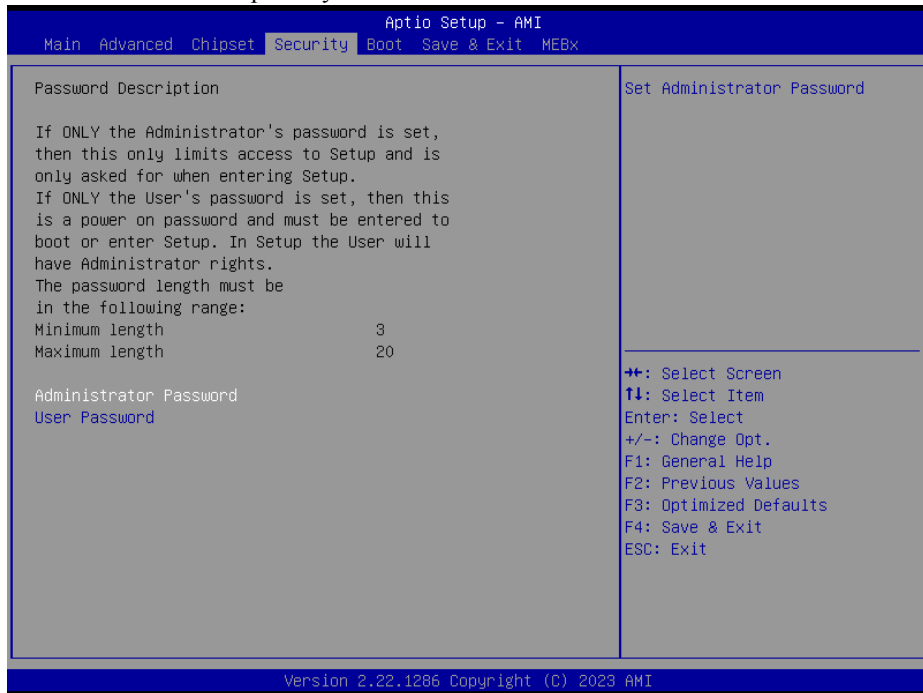 Aptio Setup – AMI
Main Advanced Chipset Security Boot Save & Exit MEBx
Password Description
If ONLY the Administrator's password is set,
then this only limits access to Setup and is
only asked for when entering Setup.
If ONLY the User's password is set, then this
is a power on password and must be entered to
boot or enter Setup. In Setup the User will
have Administrator rights.
The password length must be
in the following range:
Minimum length 3
Maximum length 20
Administrator Password
User Password
Set Administrator Password
→←: Select Screen
↑↓: Select Item
Enter: Select
+/-: Change Opt.
F1: General Help
F2: Previous Values
F3: Optimized Defaults
F4: Save & Exit
ESC: Exit
Version 2.22.1286 Copyright (C) 2023 AMI